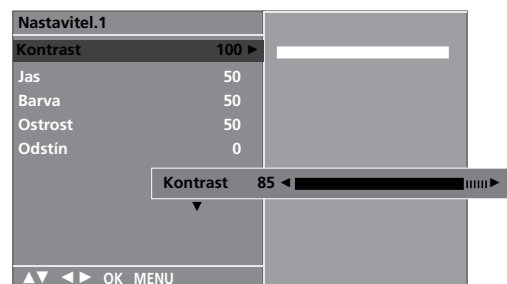 Nastavitel.1
Kontrast 100 ►
Jas 50
Barva 50
Ostrost 50
Odstín 0
Kontrast 85 ◄ ►
▼
▲▼ ◄► OK MENU